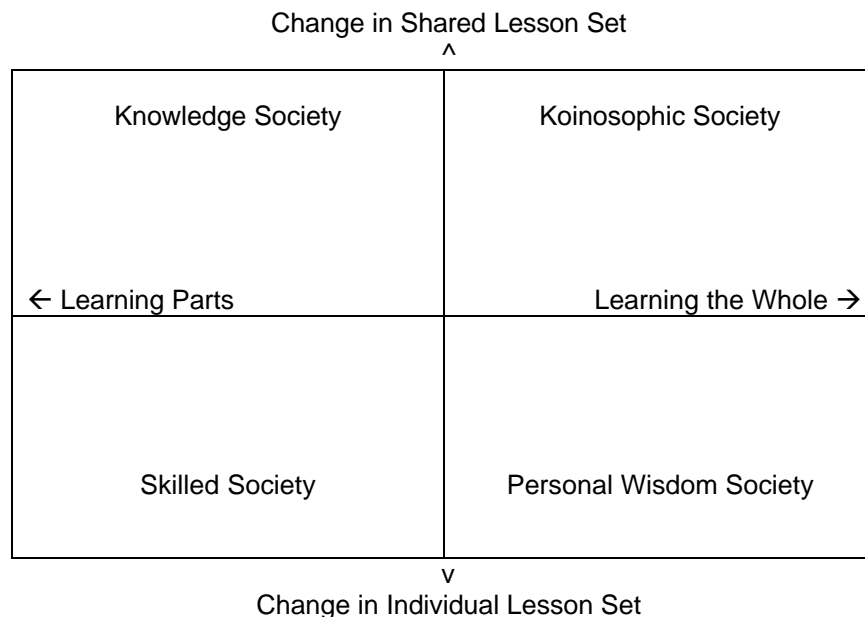 Change in Shared Lesson Set
^
Knowledge Society
Koinosophic Society
← Learning Parts
Learning the Whole →
Skilled Society
Personal Wisdom Society
v
Change in Individual Lesson Set